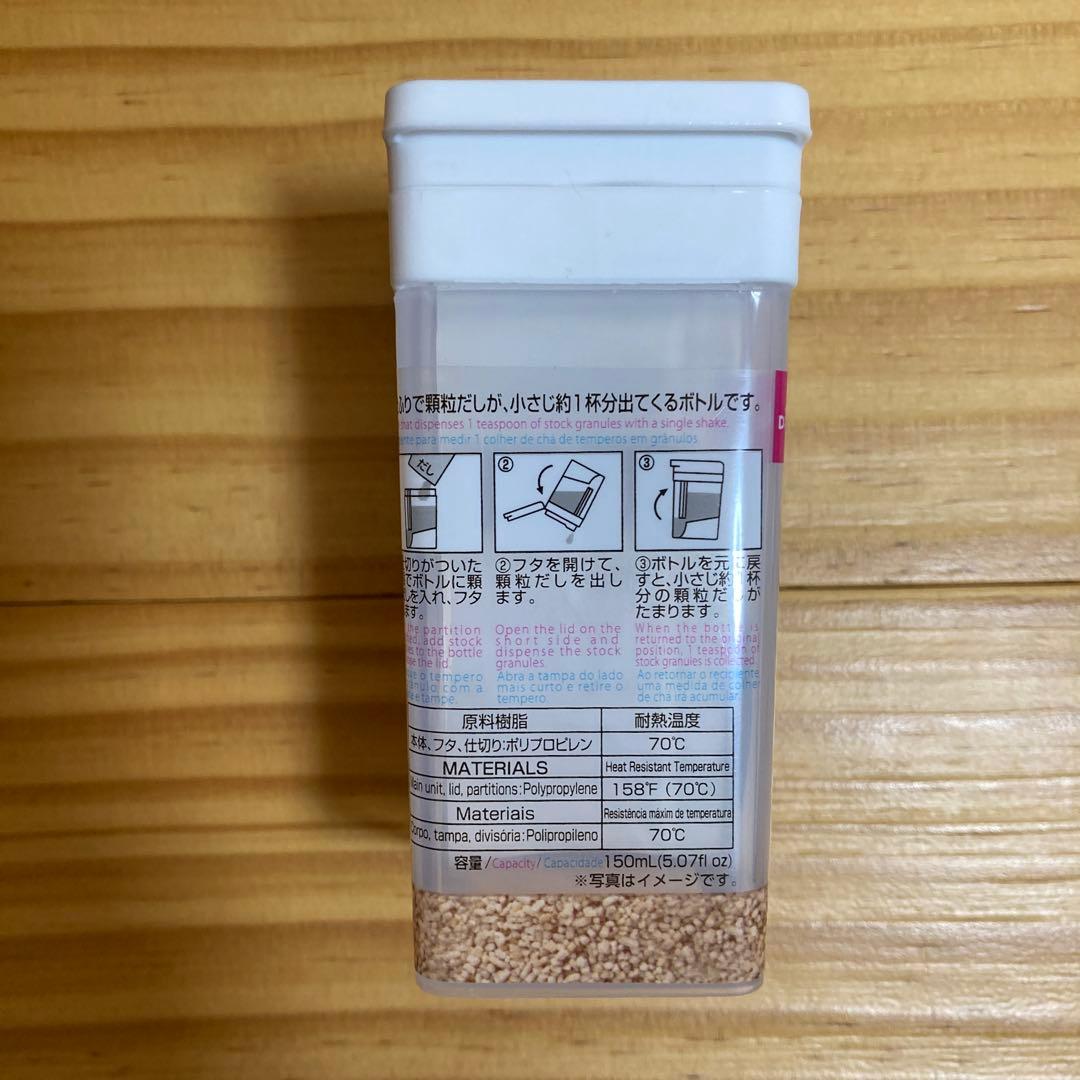 ふりで顆粒だしが、小さじ約1杯分出てくるボトルです。
that dispenses 1 teaspoon of stock granules with a single shake.
para medir 1 colher de chá de temperos em grânulos.
D
だし
②
③
切りがついた
でボトルに顆
を入れ、フタ
ます。
②フタを開けて、
顆粒だしを出し
ます。
③ボトルを元に戻
すと、小さじ約1杯
分の顆粒だしが
たまります。
the partition
add stock
to the bottle
the lid.
Open the lid on the
short side and
dispense the stock
granules.
When the bottle is
returned to the original
position, 1 teaspoon of
stock granules is collected.
o tempero
com a
e tampe.
Abra a tampa do lado
mais curto e retire o
tempero.
Ao retornar o recipiente
uma medida de colher
de chá irá acumular.
原料樹脂 耐熱温度
本体、フタ、仕切り:ポリプロピレン 70℃
MATERIALS Heat Resistant Temperature
Main unit, lid, partitions:Polypropylene 158°F (70℃)
Materiais Resistência máxim de temperatura
Corpo, tampa, divisória:Polipropileno 70℃
容量/Capacity/Capacidade 150mL(5.07fl oz)
※写真はイメージです。